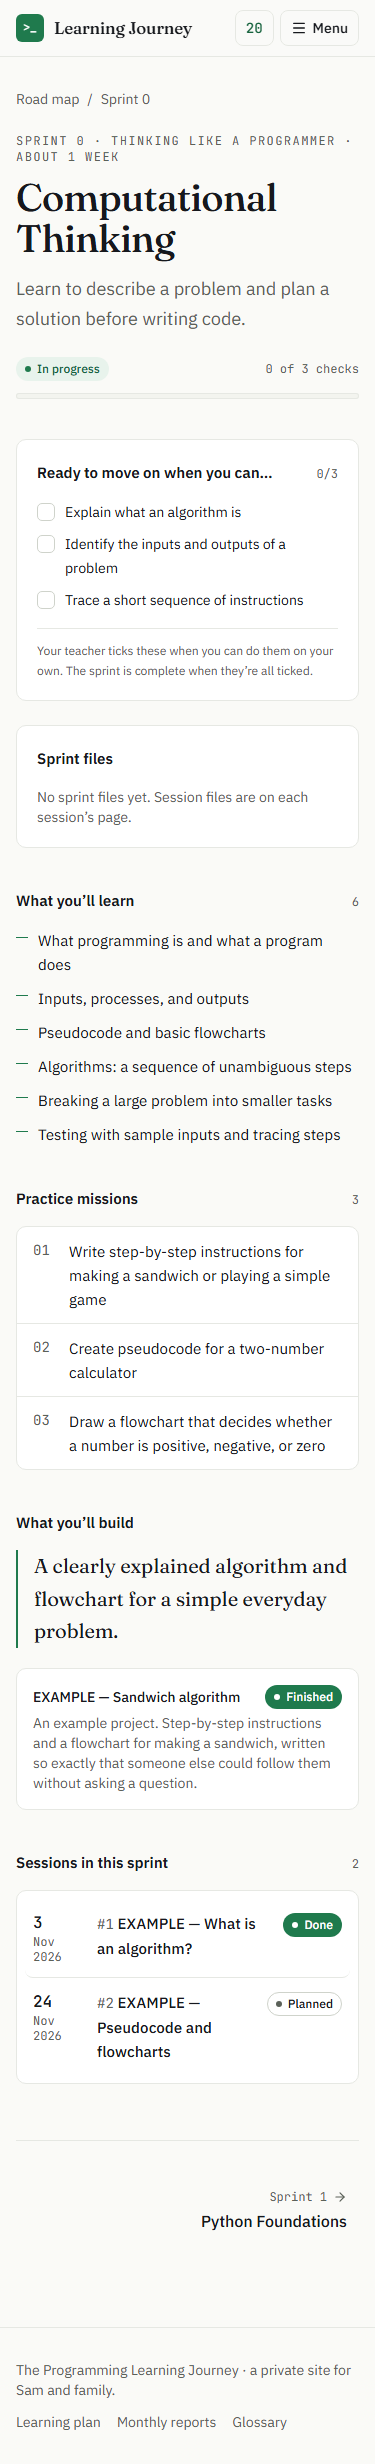 >_ Learning Journey 20 ☰ Menu
Road map / Sprint 0
SPRINT 0 · THINKING LIKE A PROGRAMMER ·
ABOUT 1 WEEK
Computational
Thinking
Learn to describe a problem and plan a
solution before writing code.
In progress 0 of 3 checks
Ready to move on when you can… 0/3
Explain what an algorithm is
Identify the inputs and outputs of a
problem
Trace a short sequence of instructions
Your teacher ticks these when you can do them on your
own. The sprint is complete when they’re all ticked.
Sprint files
No sprint files yet. Session files are on each
session’s page.
What you’ll learn 6
— What programming is and what a program
does
— Inputs, processes, and outputs
— Pseudocode and basic flowcharts
— Algorithms: a sequence of unambiguous steps
— Breaking a large problem into smaller tasks
— Testing with sample inputs and tracing steps
Practice missions 3
01 Write step-by-step instructions for
making a sandwich or playing a simple
game
02 Create pseudocode for a two-number
calculator
03 Draw a flowchart that decides whether
a number is positive, negative, or zero
What you’ll build
A clearly explained algorithm and
flowchart for a simple everyday
problem.
EXAMPLE — Sandwich algorithm Finished
An example project. Step-by-step instructions
and a flowchart for making a sandwich, written
so exactly that someone else could follow them
without asking a question.
Sessions in this sprint 2
3 Nov 2026
#1 EXAMPLE — What is
an algorithm?
Done
24 Nov 2026
#2 EXAMPLE —
Pseudocode and
flowcharts
Planned
Sprint 1 →
Python Foundations
The Programming Learning Journey · a private site for
Sam and family.
Learning plan Monthly reports Glossary